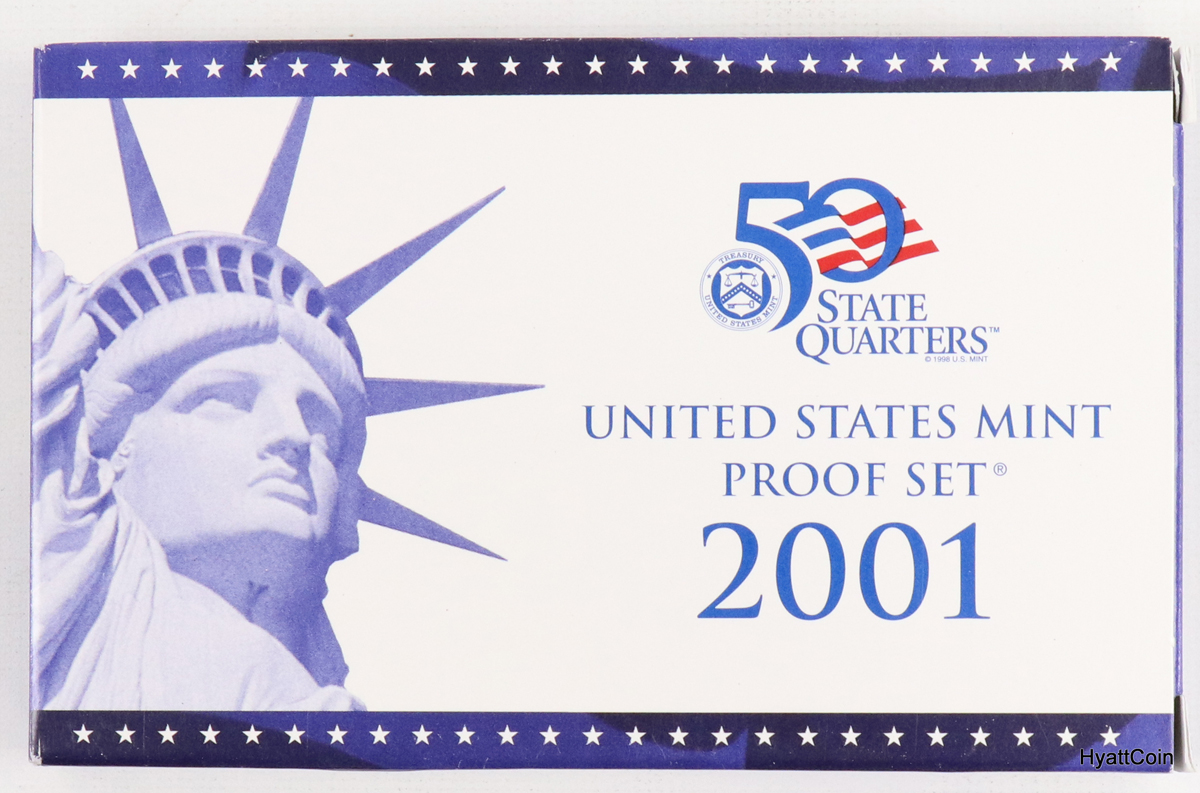 50
TREASURY
UNITED STATES MINT
STATE
QUARTERS™
© 1998 U.S. MINT
UNITED STATES MINT
PROOF SET®
2001
HyattCoin